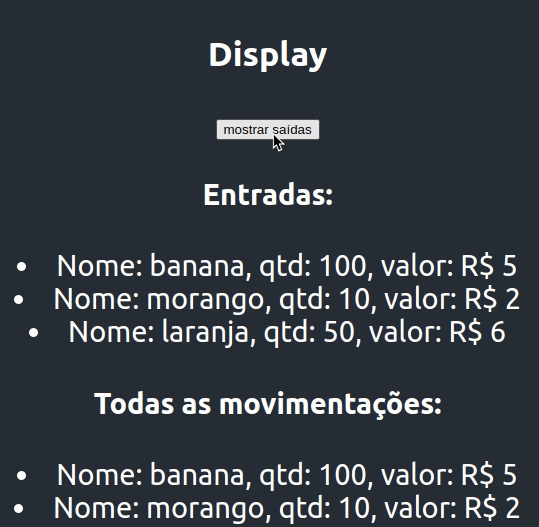 Display
mostrar saídas
Entradas:
• Nome: banana, qtd: 100, valor: R$ 5
• Nome: morango, qtd: 10, valor: R$ 2
• Nome: laranja, qtd: 50, valor: R$ 6
Todas as movimentações:
• Nome: banana, qtd: 100, valor: R$ 5
• Nome: morango, qtd: 10, valor: R$ 2